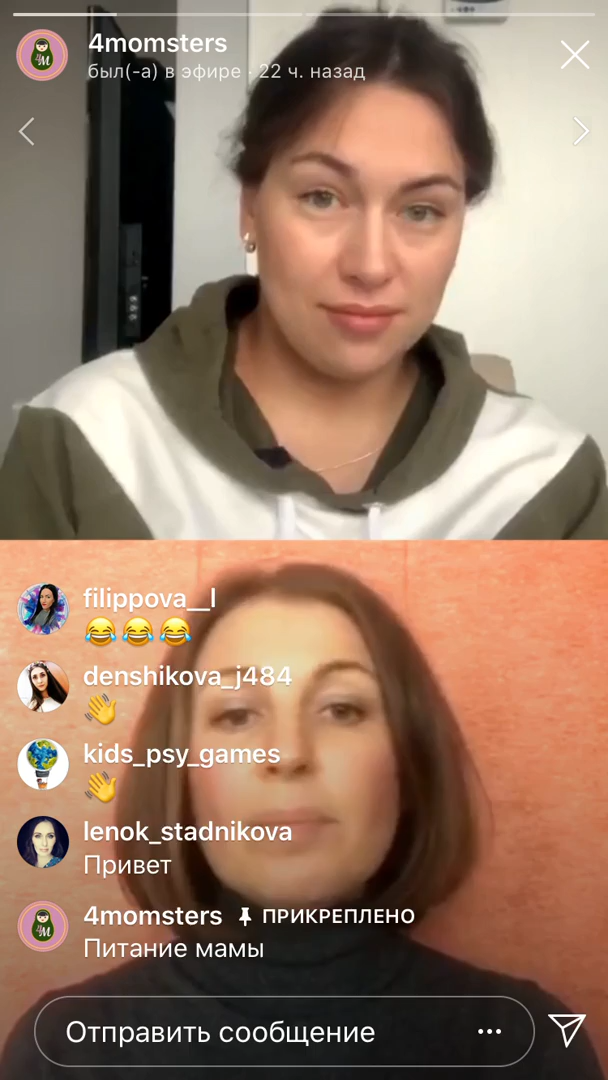 4momsters
был(-а) в эфире · 22 ч. назад
filippova__l
😂😂😂
denshikova_j484
👋
kids_psy_games
👋
lenok_stadnikova
Привет
4momsters ПРИКРЕПЛЕНО
Питание мамы
Отправить сообщение